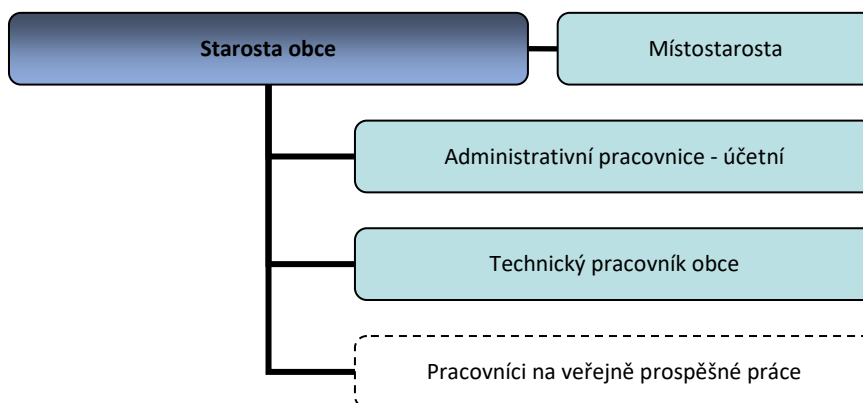 Starosta obce
Místostarosta
Administrativní pracovnice - účetní
Technický pracovník obce
Pracovníci na veřejně prospěšné práce